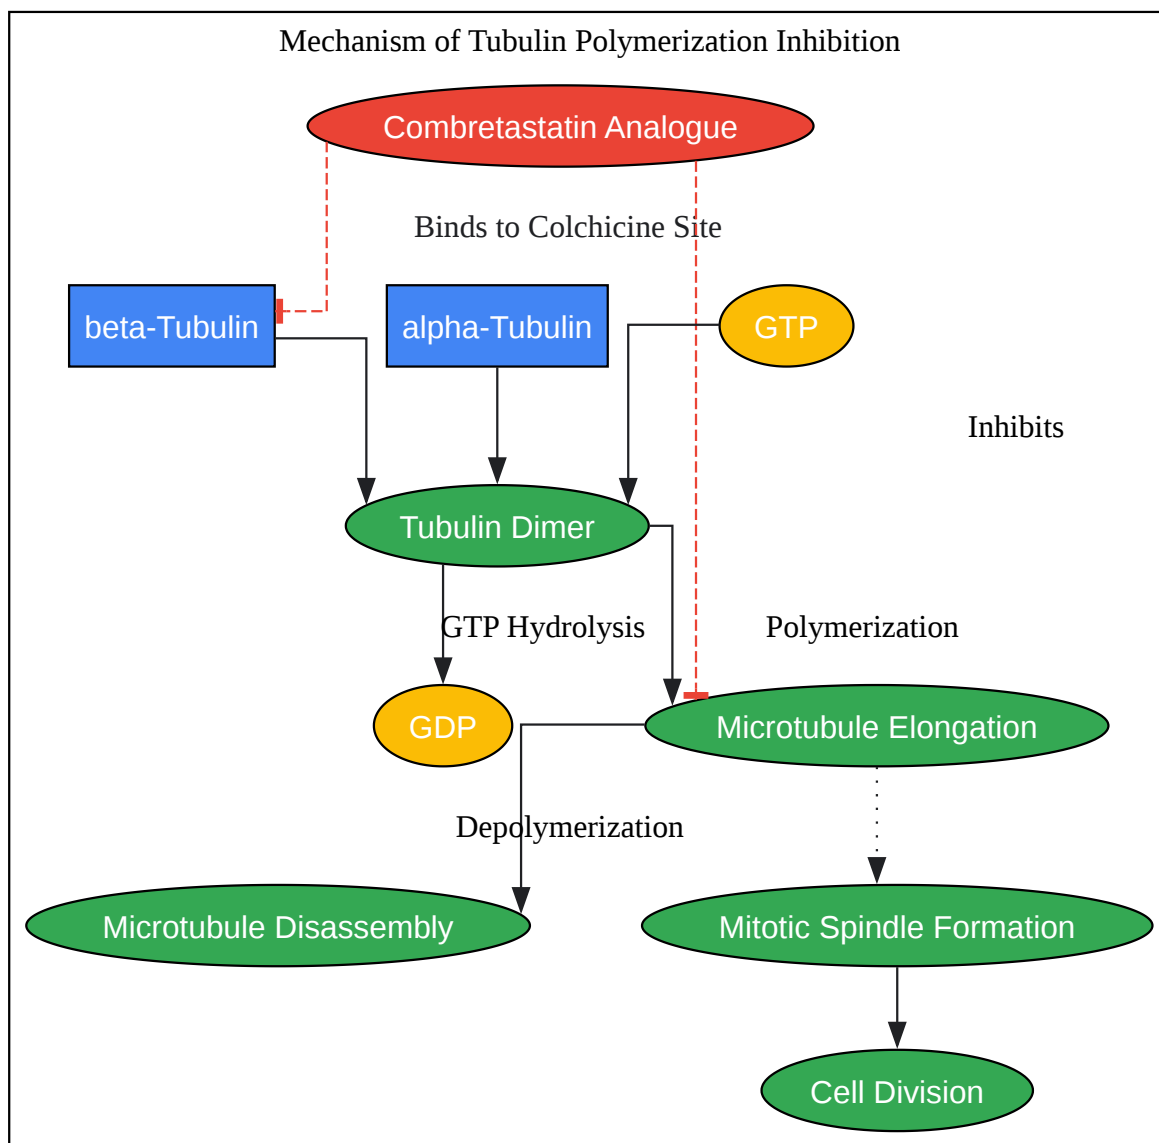 Mechanism of Tubulin Polymerization Inhibition
Combretastatin Analogue
Binds to Colchicine Site
beta-Tubulin
alpha-Tubulin
GTP
Inhibits
Tubulin Dimer
GTP Hydrolysis
Polymerization
GDP
Microtubule Elongation
Depolymerization
Microtubule Disassembly
Mitotic Spindle Formation
Cell Division